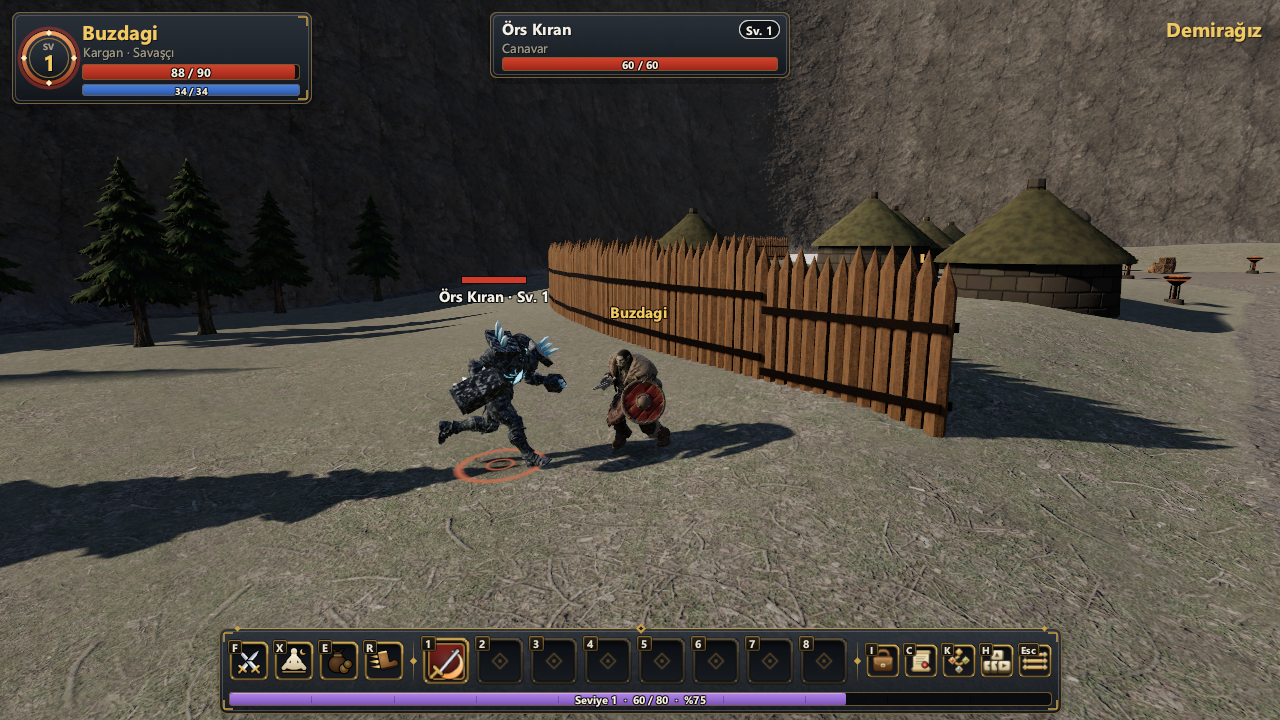 Buzdagi
SV
1
Kargan · Savaşçı
88 / 90
34 / 34
Örs Kıran
Sv. 1
Canavar
60 / 60
Demirağız
Örs Kıran · Sv. 1
Buzdagi
F
X
E
R
1
2
3
4
5
6
7
8
I
C
K
H
Esc
Seviye 1 · 60 / 80 · %75